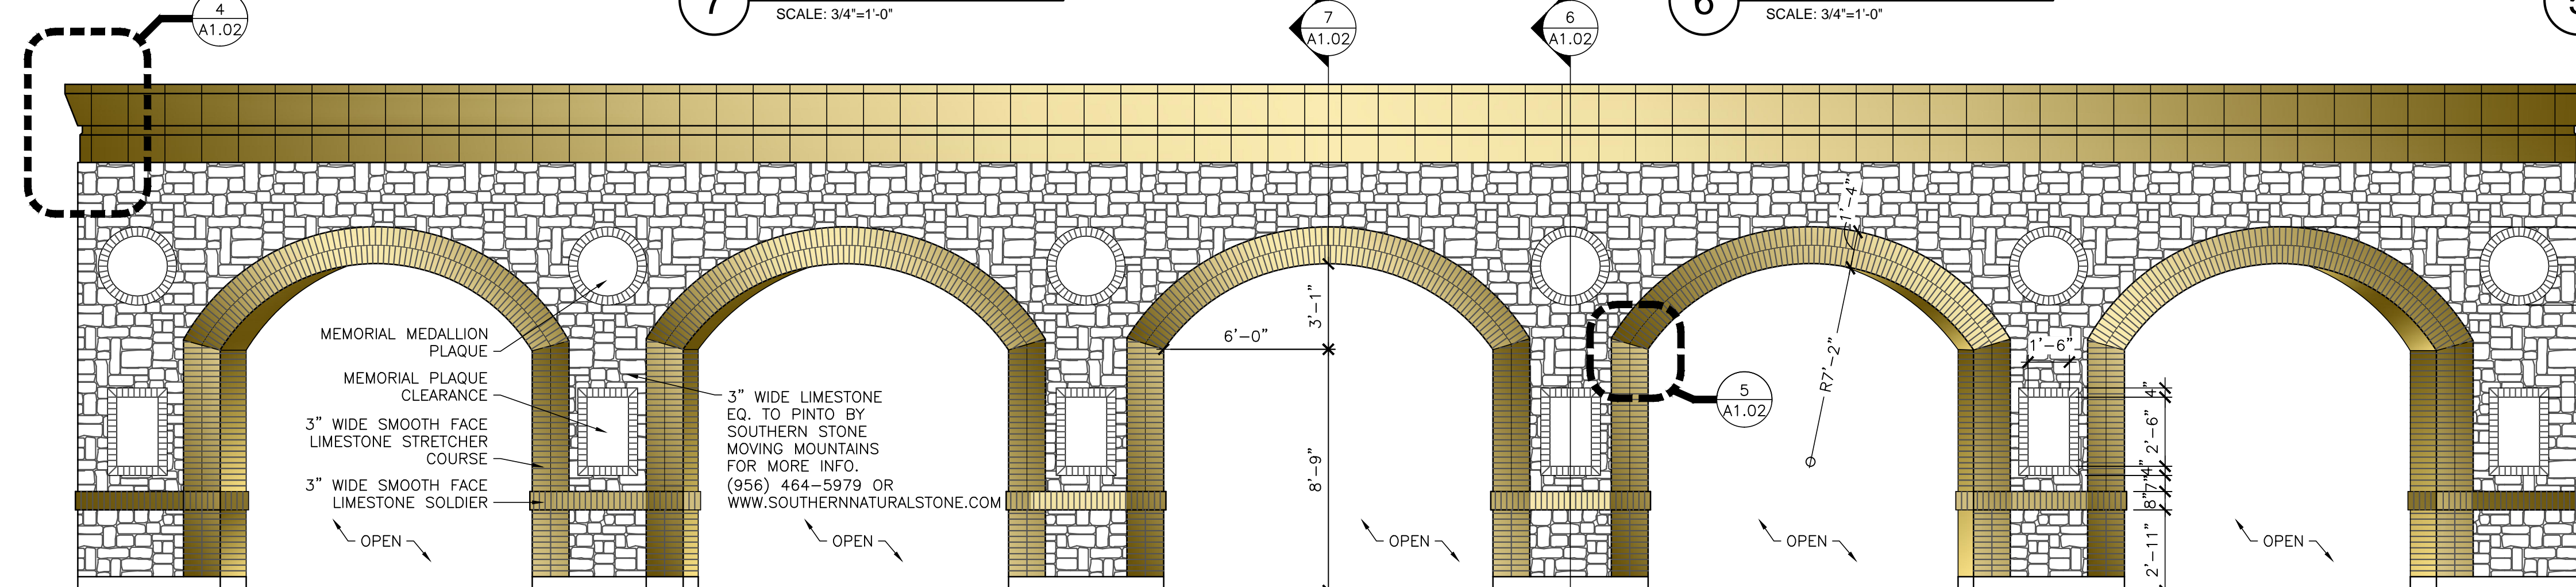 4
A1.02
7
SCALE: 3/4"=1'-0"
7
A1.02
6
A1.02
6
SCALE: 3/4"=1'-0"
MEMORIAL MEDALLION
PLAQUE
MEMORIAL PLAQUE
CLEARANCE
3" WIDE SMOOTH FACE
LIMESTONE STRETCHER
COURSE
3" WIDE SMOOTH FACE
LIMESTONE SOLDIER
3" WIDE LIMESTONE
EQ. TO PINTO BY
SOUTHERN STONE
MOVING MOUNTAINS
FOR MORE INFO.
(956) 464-5979 OR
WWW.SOUTHERNNATURALSTONE.COM
6'-0"
3'-1"
8'-9"
1'-4"
R7'-2"
5
A1.02
1'-6"
4"
2'-6"
4"
7"
8"
2'-11"
OPEN
OPEN
OPEN
OPEN
OPEN